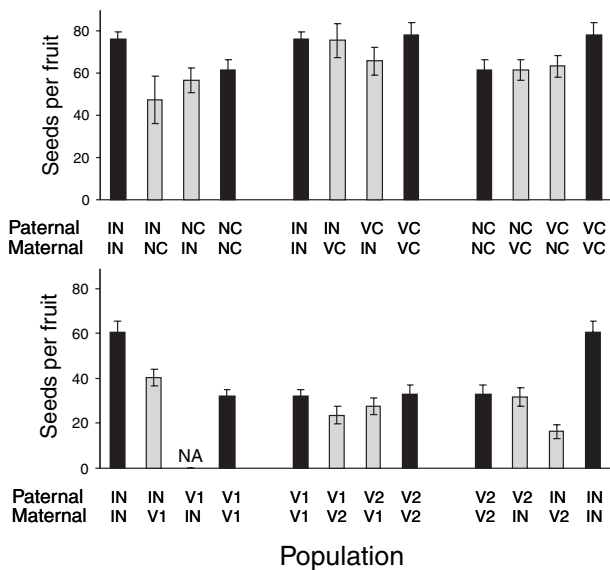 80
60
40
20
0
Seeds per fruit
Paternal IN IN NC NC IN IN VC VC NC NC VC VC
Maternal IN NC IN NC IN VC IN VC NC VC NC VC
80
60
40
20
0
Seeds per fruit
NA
Paternal IN IN V1 V1 V1 V1 V2 V2 V2 V2 IN IN
Maternal IN V1 IN V1 V1 V2 V1 V2 V2 IN V2 IN
Population